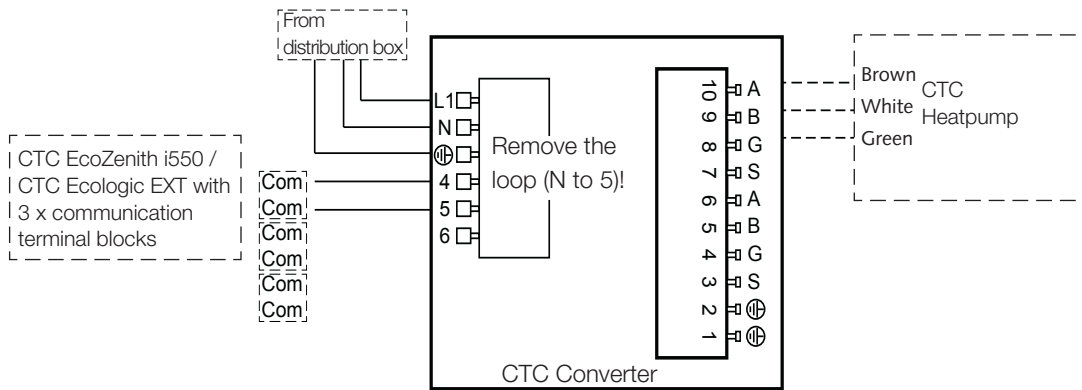 From
distribution box
L1
N
4
5
6
Remove the
loop (N to 5)!
CTC EcoZenith i550 /
CTC Ecologic EXT with
3 x communication
terminal blocks
Com
Com
Com
Com
Com
Com
10 A
9 B
8 G
7 S
6 A
5 B
4 G
3 S
2
1
Brown
White
Green
CTC
Heatpump
CTC Converter